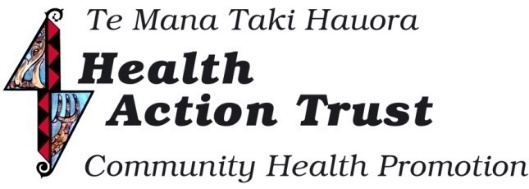 Te Mana Taki Hauora
Health
Action Trust
Community Health Promotion